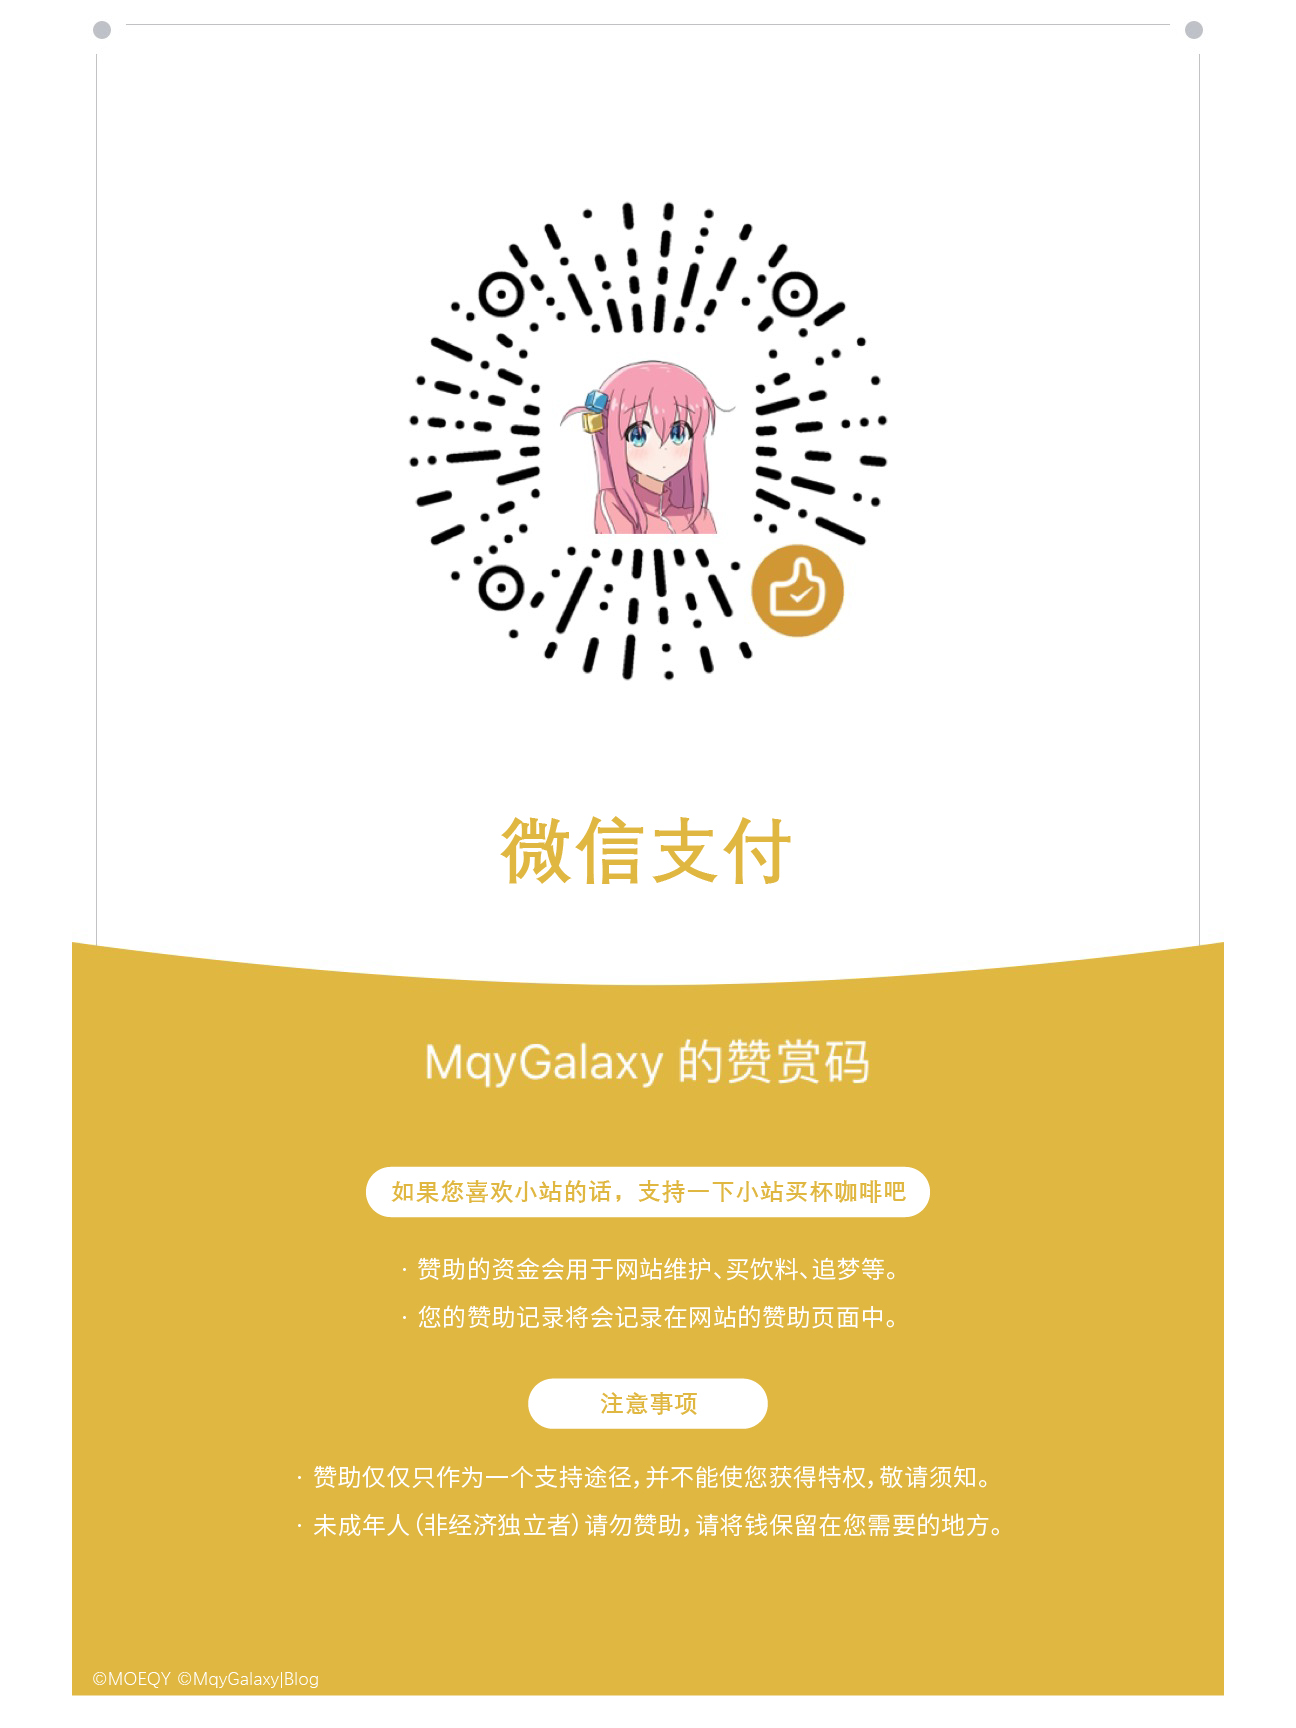 微信支付
MqyGalaxy 的赞赏码
如果您喜欢小站的话，支持一下小站买杯咖啡吧
· 赞助的资金会用于网站维护、买饮料、追梦等。
· 您的赞助记录将会记录在网站的赞助页面中。
注意事项
· 赞助仅仅只作为一个支持途径，并不能使您获得特权，敬请须知。
· 未成年人（非经济独立者）请勿赞助，请将钱保留在您需要的地方。
©MOEQY ©MqyGalaxy|Blog